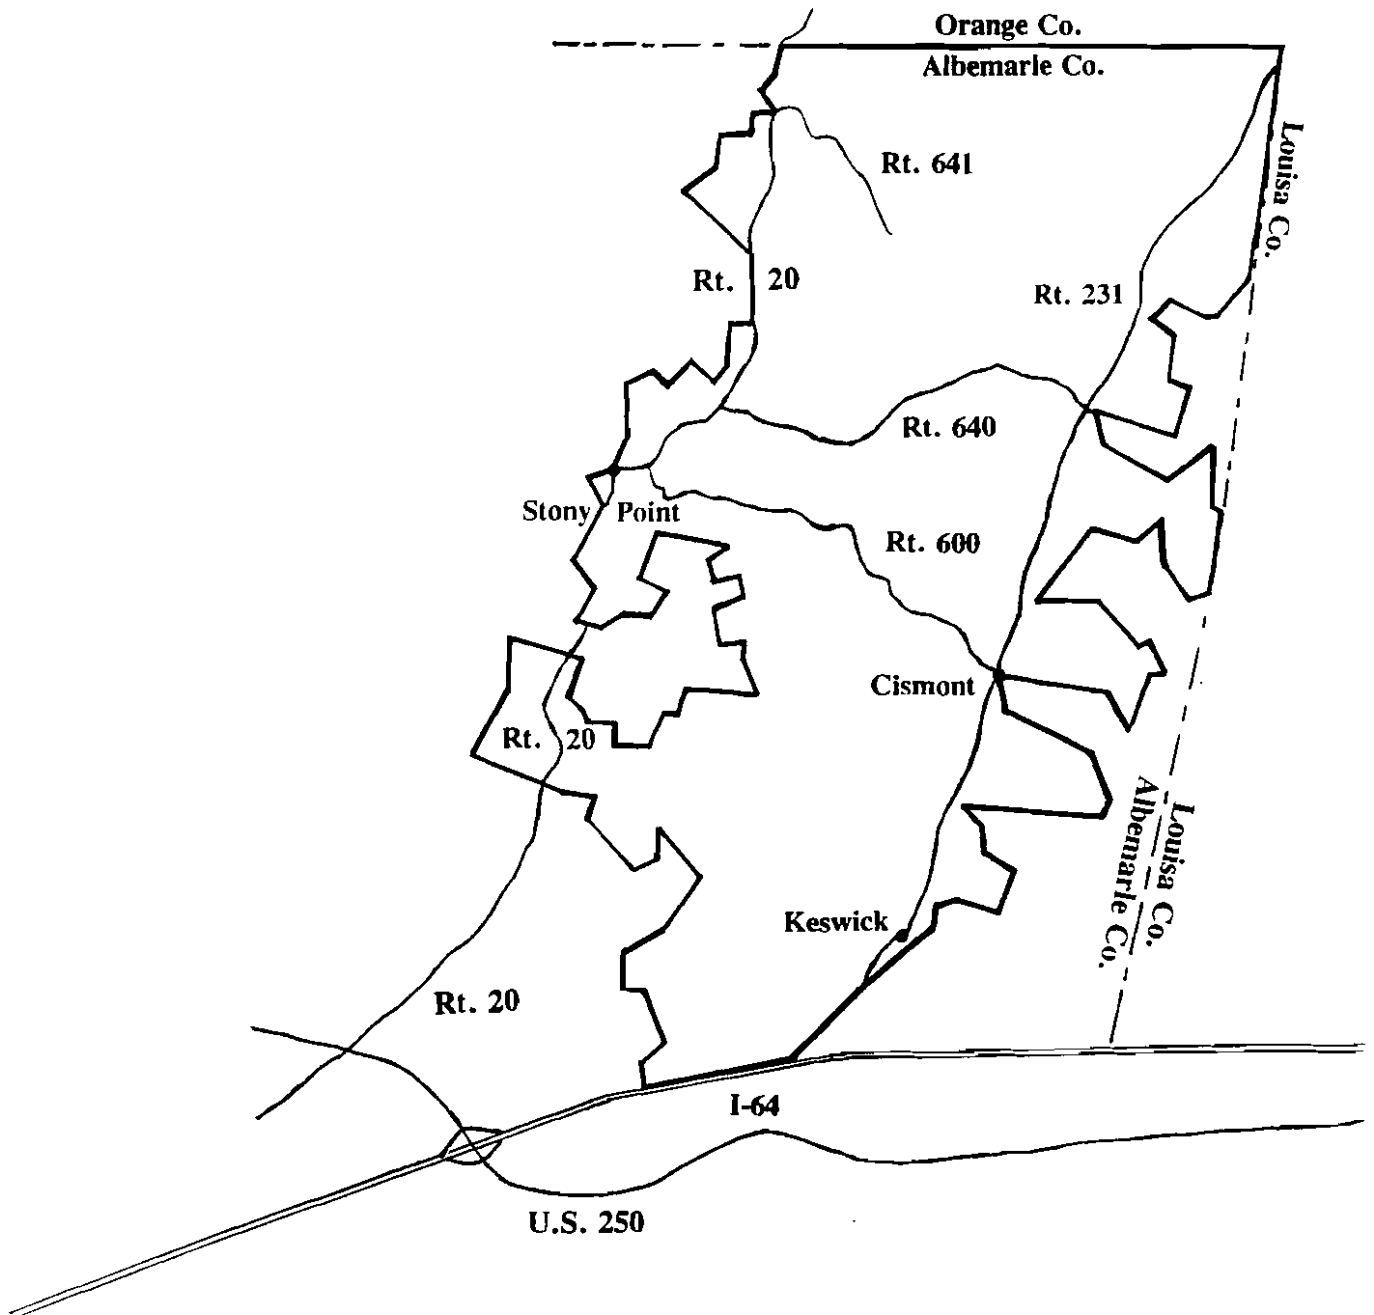 Orange Co.
Albemarle Co.
Louisa Co.
Rt. 641
Rt. 20
Rt. 231
Rt. 640
Stony Point
Rt. 600
Cismont
Rt. 20
Louisa Co.
Albemarle Co.
Keswick
Rt. 20
I-64
U.S. 250